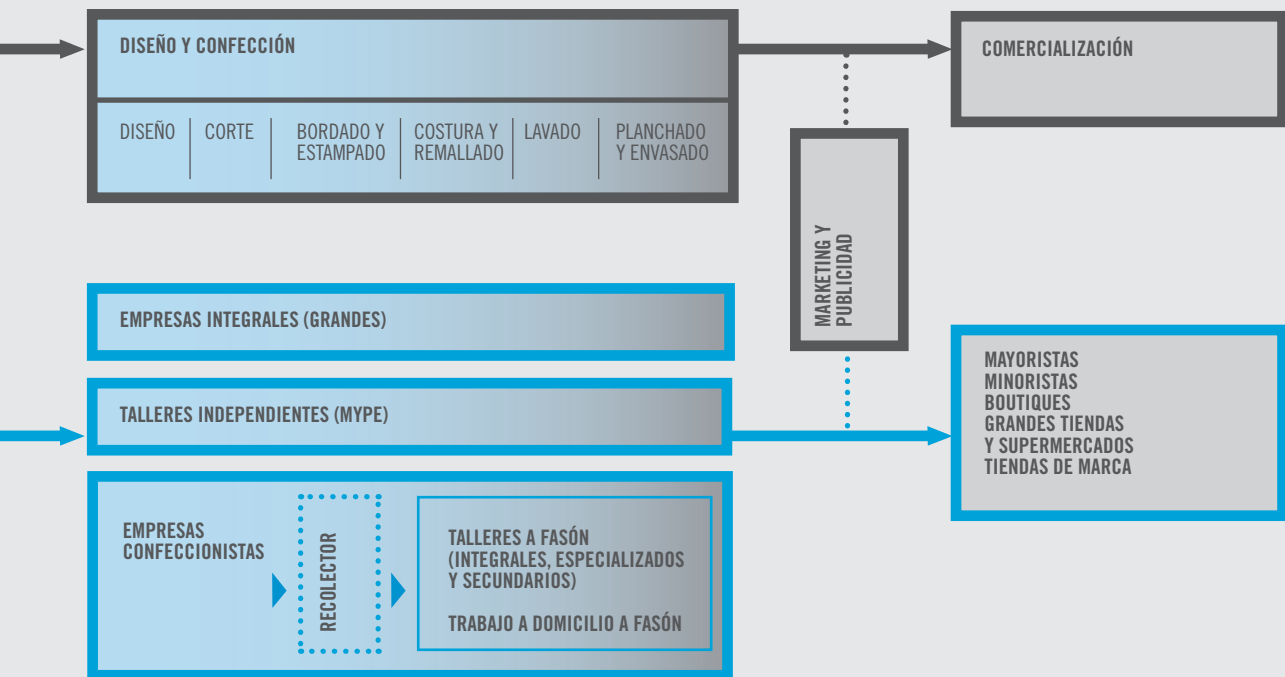 DISEÑO Y CONFECCIÓN
DISEÑO
CORTE
BORDADO Y
ESTAMPADO
COSTURA Y
REMALLADO
LAVADO
PLANCHADO
Y ENVASADO
COMERCIALIZACIÓN
MARKETING Y
PUBLICIDAD
EMPRESAS INTEGRALES (GRANDES)
TALLERES INDEPENDIENTES (MYPE)
EMPRESAS
CONFECCIONISTAS
RECOLECTOR
TALLERES A FASÓN
(INTEGRALES, ESPECIALIZADOS
Y SECUNDARIOS)
TRABAJO A DOMICILIO A FASÓN
MAYORISTAS
MINORISTAS
BOUTIQUES
GRANDES TIENDAS
Y SUPERMERCADOS
TIENDAS DE MARCA